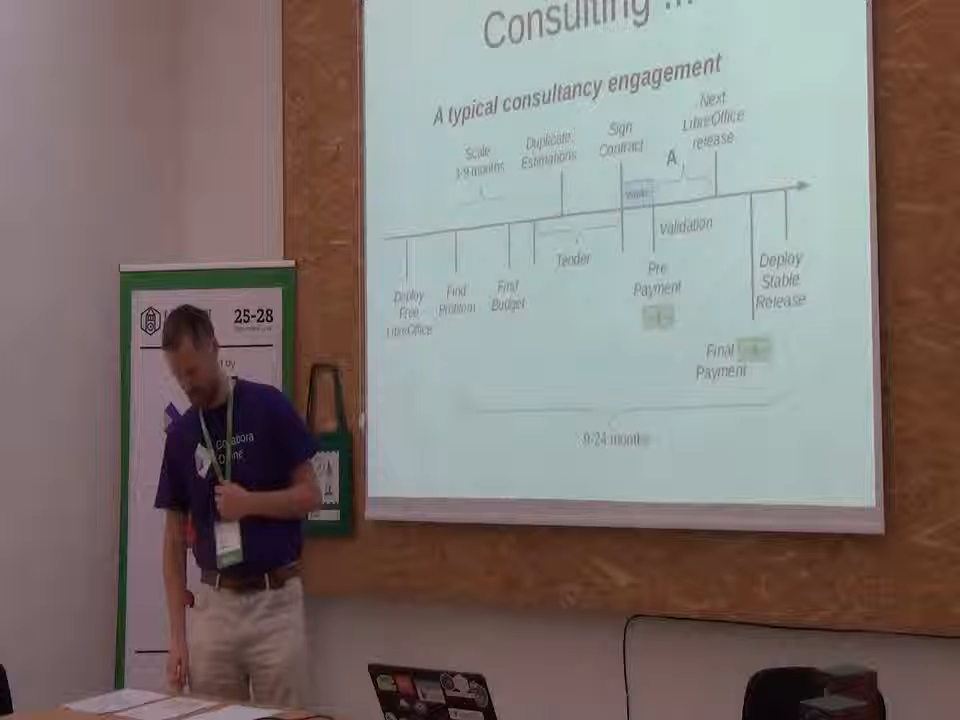 Consulting ...
A typical consultancy engagement
Next
LibreOffice
release
Sign
Contract
Duplicate,
Estimations
Scale
1-9 months
A
Validation
Tender
Deploy
Free
LibreOffice
Find
Problem
Find
Budget
Pre
Payment
Deploy
Stable
Release
Final
Payment
9-24 months
25-28
by
Collabora
Online